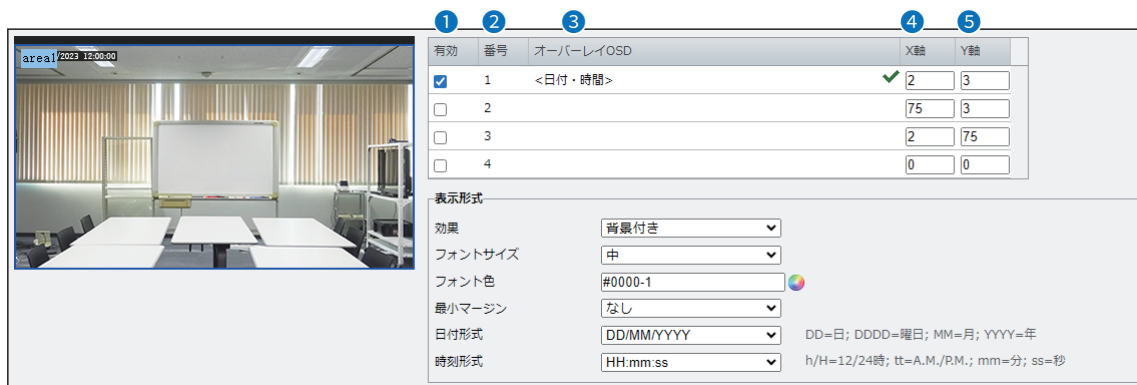 1 2 3 4 5
area1 /2023 12:00:00
有効 番号 オーバーレイOSD X軸 Y軸
1 <日付・時間> 2 3
2 75 3
3 2 75
4 0 0
表示形式
効果 背景付き
フォントサイズ 中
フォント色 #0000-1
最小マージン なし
日付形式 DD/MM/YYYY DD=日; DDDD=曜日; MM=月; YYYY=年
時刻形式 HH:mm:ss h/H=12/24時; tt=A.M./P.M.; mm=分; ss=秒